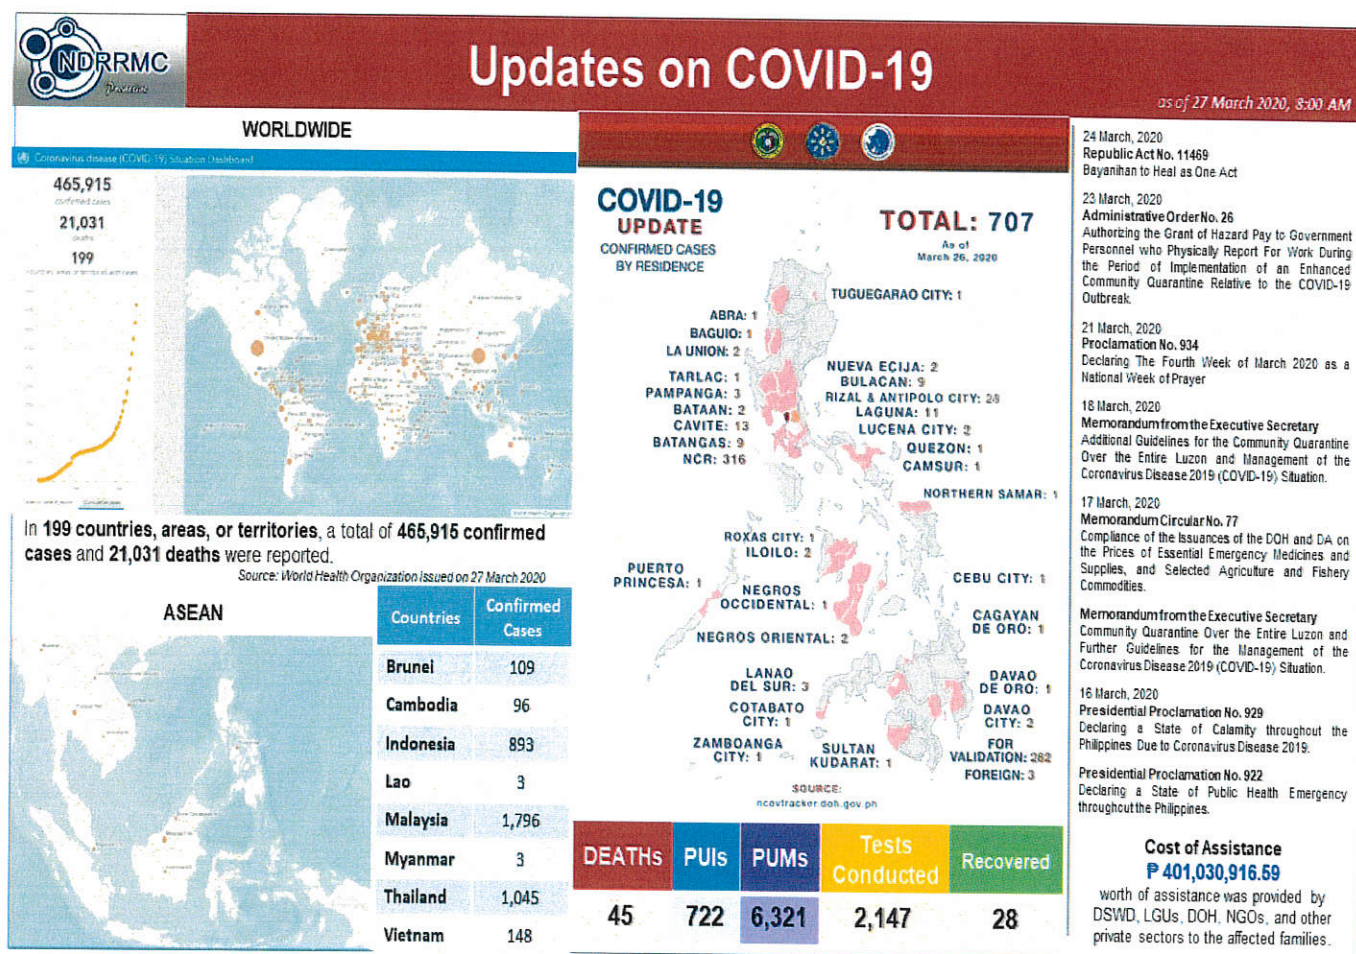 NDRRMC
Updates on COVID-19
as of 27 March 2020, 8:00 AM
WORLDWIDE
Coronavirus disease (COVID-19) Situation Dashboard
465,915
confirmed cases
21,031
deaths
199
In 199 countries, areas, or territories, a total of 465,915 confirmed
cases and 21,031 deaths were reported.
Source: World Health Organization issued on 27 March 2020
ASEAN
Countries Confirmed Cases
Brunei 109
Cambodia 96
Indonesia 893
Lao 3
Malaysia 1,796
Myanmar 3
Thailand 1,045
Vietnam 148
COVID-19
UPDATE
CONFIRMED CASES
BY RESIDENCE
TOTAL: 707
As of
March 26, 2020
TUGUEGARAO CITY: 1
ABRA: 1
BAGUIO: 1
LA UNION: 2
TARLAC: 1
PAMPANGA: 3
BATAAN: 2
CAVITE: 13
BATANGAS: 9
NCR: 316
NUEVA ECIJA: 2
BULACAN: 9
RIZAL & ANTIPOLO CITY:
LAGUNA: 11
LUCENA CITY: 2
QUEZON: 1
CAMSUR: 1
NORTHERN SAMAR: 1
ROXAS CITY: 1
ILOILO: 2
PUERTO
PRINCESA: 1
NEGROS
OCCIDENTAL: 1
NEGROS ORIENTAL: 2
CEBU CITY: 1
CAGAYAN
DE ORO: 1
LANAO
DEL SUR: 3
COTABATO
CITY: 1
ZAMBOANGA
CITY: 1
SULTAN
KUDARAT: 1
DAVAO
DE ORO: 1
DAVAO
CITY: 2
FOR
VALIDATION: 282
FOREIGN: 3
SOURCE:
ncovtracker.doh.gov.ph
DEATHs PUIs PUMs Tests Conducted Recovered
45 722 6,321 2,147 28
24 March, 2020
Republic Act No. 11469
Bayanihan to Heal as One Act
23 March, 2020
Administrative Order No. 26
Authorizing the Grant of Hazard Pay to Government
Personnel who Physically Report For Work During
the Period of Implementation of an Enhanced
Community Quarantine Relative to the COVID-19
Outbreak.
21 March, 2020
Proclamation No. 934
Declaring The Fourth Week of March 2020 as a
National Week of Prayer
18 March, 2020
Memorandum from the Executive Secretary
Additional Guidelines for the Community Quarantine
Over the Entire Luzon and Management of the
Coronavirus Disease 2019 (COVID-19) Situation.
17 March, 2020
Memorandum Circular No. 77
Compliance of the Issuances of the DOH and DA on
the Prices of Essential Emergency Medicines and
Supplies, and Selected Agriculture and Fishery
Commodities.
Memorandum from the Executive Secretary
Community Quarantine Over the Entire Luzon and
Further Guidelines for the Management of the
Coronavirus Disease 2019 (COVID-19) Situation.
16 March, 2020
Presidential Proclamation No. 929
Declaring a State of Calamity throughout the
Philippines Due to Coronavirus Disease 2019.
Presidential Proclamation No. 922
Declaring a State of Public Health Emergency
throughout the Philippines.
Cost of Assistance
₱ 401,030,916.59
worth of assistance was provided by
DSWD, LGUs, DOH, NGOs, and other
private sectors to the affected families.